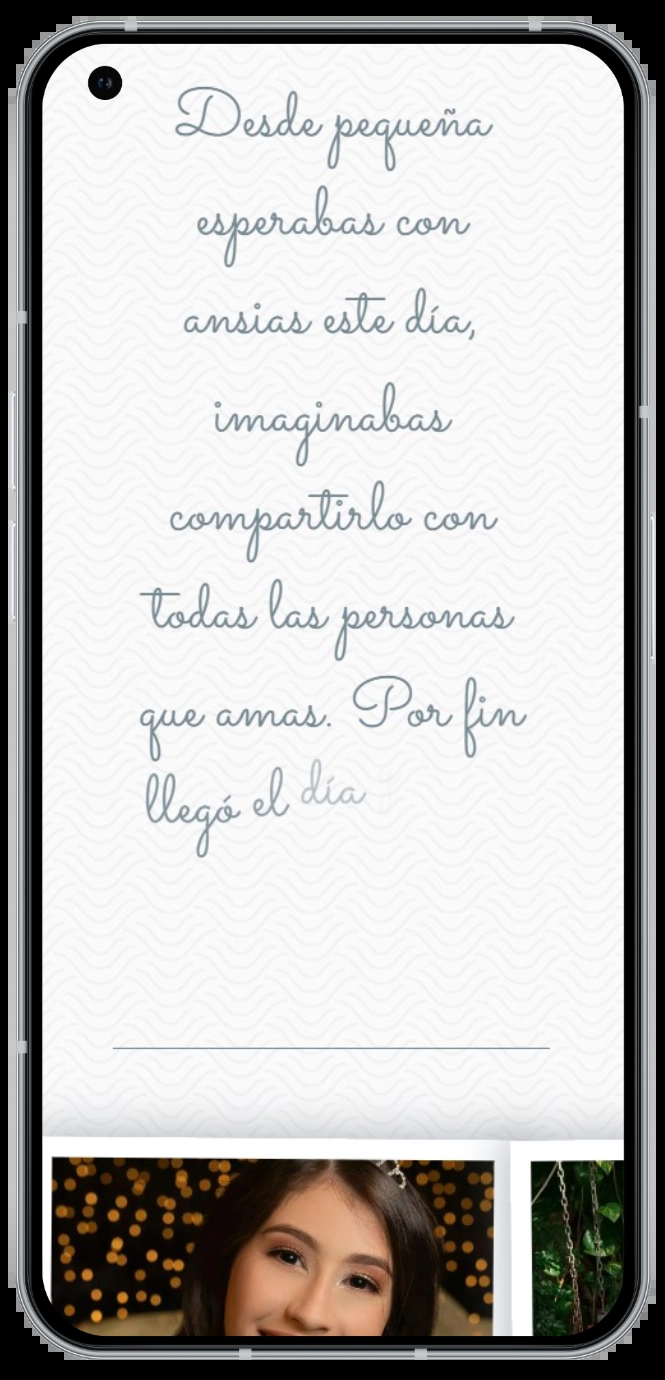 Desde pequeña
esperabas con
ansias este día,
imaginabas
compartirlo con
todas las personas
que amas. Por fin
llegó el día